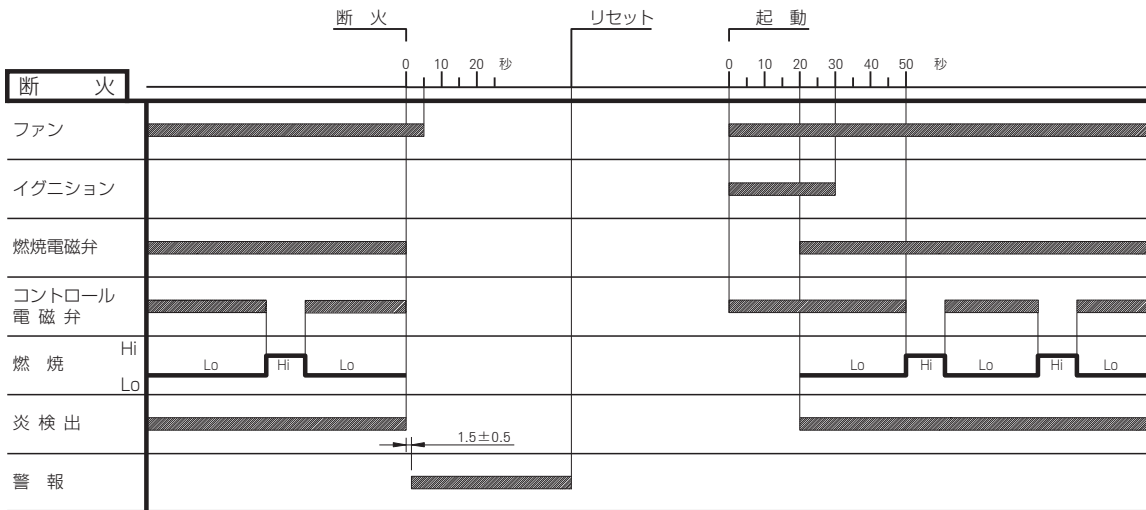 断 火 リセット 起 動
0 10 20 秒 0 10 20 30 40 50 秒
断 火
ファン
イグニション
燃焼電磁弁
コントロール
電 磁 弁
燃 焼 Hi Lo Lo Hi Lo Lo Hi Lo Hi Lo
炎 検 出
1.5±0.5
警 報